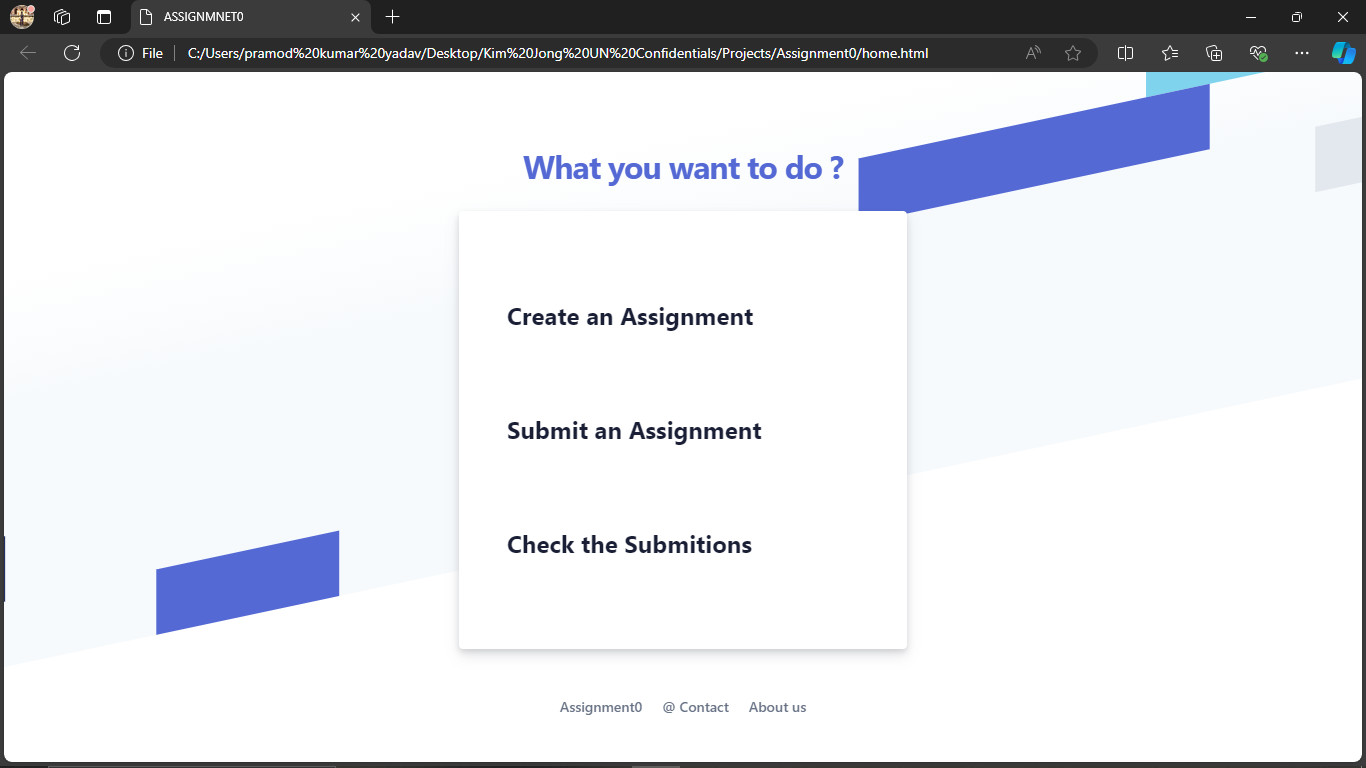 ASSIGNMNET0
File
C:/Users/pramod%20kumar%20yadav/Desktop/Kim%20Jong%20UN%20Confidentials/Projects/Assignment0/home.html
What you want to do ?
Create an Assignment
Submit an Assignment
Check the Submitions
Assignment0 @ Contact About us